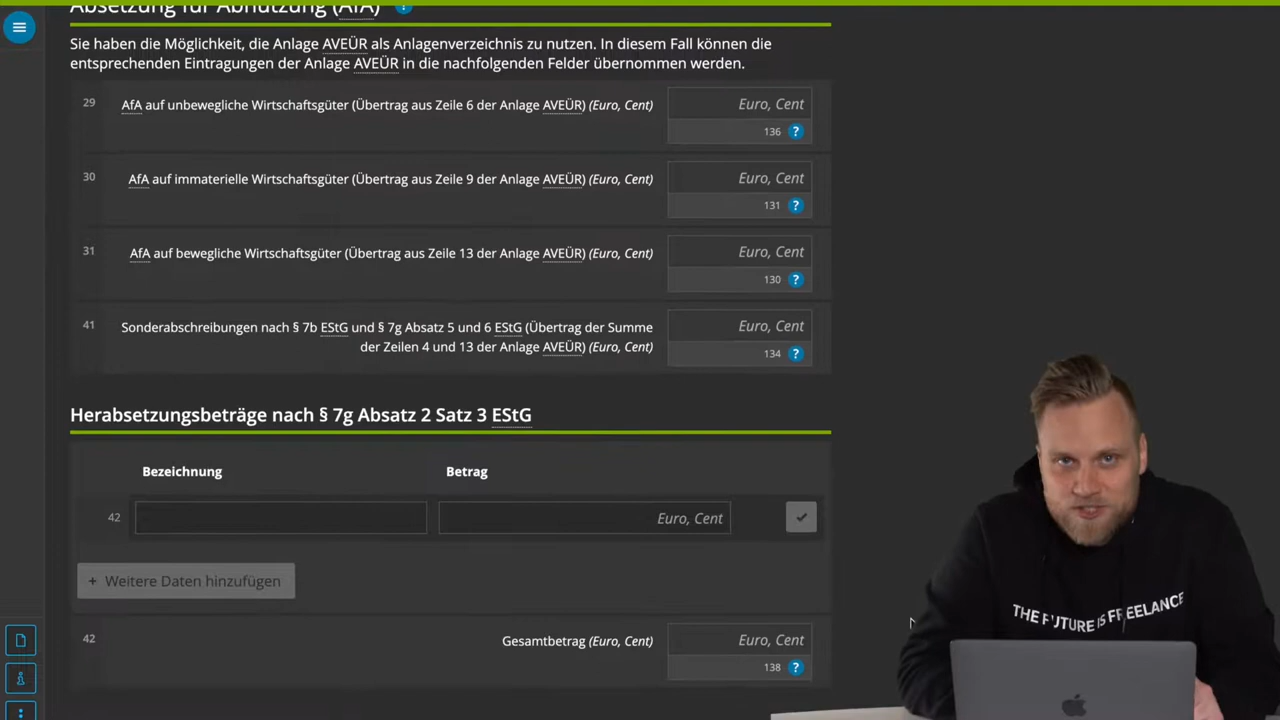 Absetzung für Abnutzung (AfA) ?
Sie haben die Möglichkeit, die Anlage AVEÜR als Anlagenverzeichnis zu nutzen. In diesem Fall können die
entsprechenden Eintragungen der Anlage AVEÜR in die nachfolgenden Felder übernommen werden.
29 AfA auf unbewegliche Wirtschaftsgüter (Übertrag aus Zeile 6 der Anlage AVEÜR) (Euro, Cent) Euro, Cent
136 ?
30 AfA auf immaterielle Wirtschaftsgüter (Übertrag aus Zeile 9 der Anlage AVEÜR) (Euro, Cent) Euro, Cent
131 ?
31 AfA auf bewegliche Wirtschaftsgüter (Übertrag aus Zeile 13 der Anlage AVEÜR) (Euro, Cent) Euro, Cent
130 ?
41 Sonderabschreibungen nach § 7b EStG und § 7g Absatz 5 und 6 EStG (Übertrag der Summe Euro, Cent
der Zeilen 4 und 13 der Anlage AVEÜR) (Euro, Cent) 134 ?
Herabsetzungsbeträge nach § 7g Absatz 2 Satz 3 EStG
Bezeichnung Betrag
42 Euro, Cent
+ Weitere Daten hinzufügen
42 Gesamtbetrag (Euro, Cent) Euro, Cent
138 ?
THE FUTURE IS FREELANCE